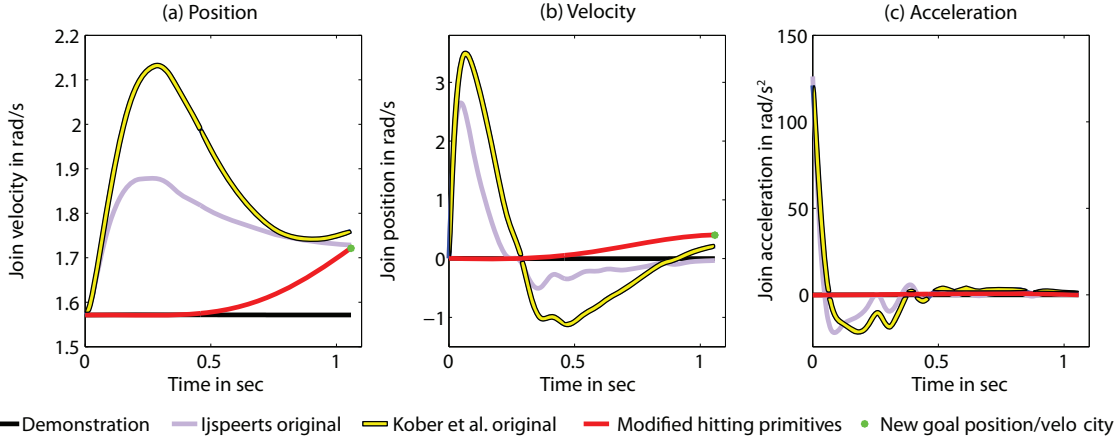 (a) Position
(b) Velocity
(c) Acceleration
Join velocity in rad/s
2.2
2.1
2
1.9
1.8
1.7
1.6
1.5
0
0.5
1
Time in sec
Join position in rad/s
3
2
1
0
−1
0
0.5
1
Time in sec
Join acceleration in rad/s²
150
100
50
0
0
0.5
1
Time in sec
Demonstration
Ijspeerts original
Kober et al. original
Modified hitting primitives
New goal position/velo city